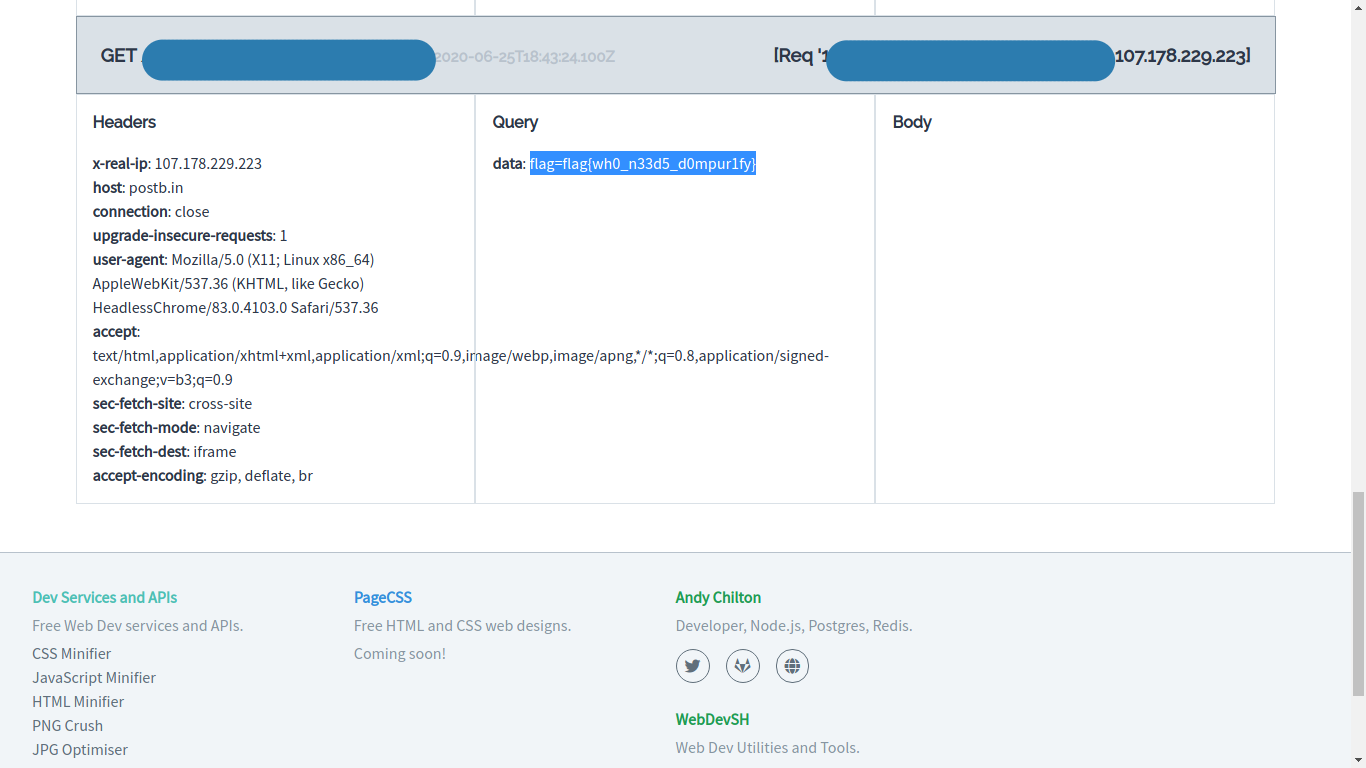 GET 2020-06-25T18:43:24.100Z [Req '1 107.178.229.223]
Headers
x-real-ip: 107.178.229.223
host: postb.in
connection: close
upgrade-insecure-requests: 1
user-agent: Mozilla/5.0 (X11; Linux x86_64)
AppleWebKit/537.36 (KHTML, like Gecko)
HeadlessChrome/83.0.4103.0 Safari/537.36
accept:
text/html,application/xhtml+xml,application/xml;q=0.9,image/webp,image/apng,*/*;q=0.8,application/signed-
exchange;v=b3;q=0.9
sec-fetch-site: cross-site
sec-fetch-mode: navigate
sec-fetch-dest: iframe
accept-encoding: gzip, deflate, br
Query
data: flag=flag{wh0_n33d5_d0mpur1fy}
Body
Dev Services and APIs
Free Web Dev services and APIs.
CSS Minifier
JavaScript Minifier
HTML Minifier
PNG Crush
JPG Optimiser
PageCSS
Free HTML and CSS web designs.
Coming soon!
Andy Chilton
Developer, Node.js, Postgres, Redis.
WebDevSH
Web Dev Utilities and Tools.